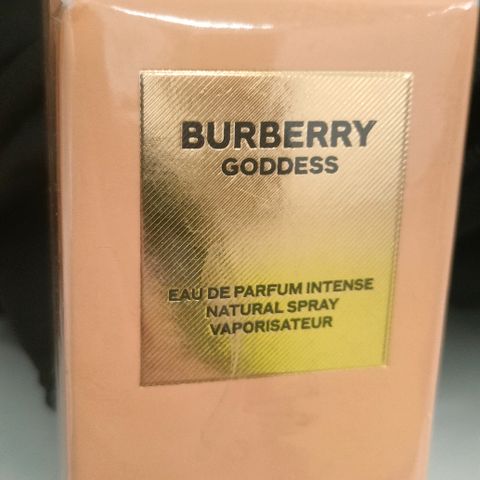 BURBERRY
GODDESS
EAU DE PARFUM INTENSE
NATURAL SPRAY
VAPORISATEUR